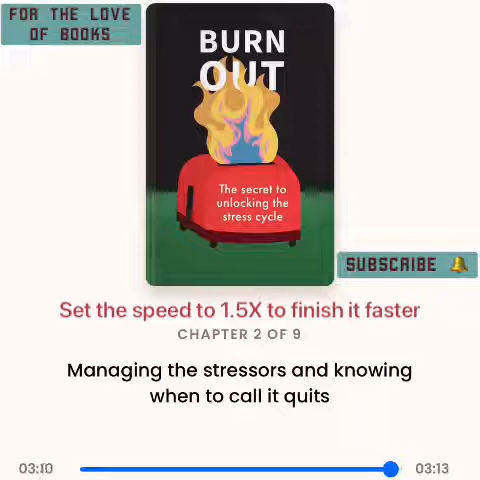 FOR THE LOVE
OF BOOKS
BURN
OUT
The secret to
unlocking the
stress cycle
SUBSCRIBE
Set the speed to 1.5X to finish it faster
CHAPTER 2 OF 9
Managing the stressors and knowing
when to call it quits
03:10
03:13